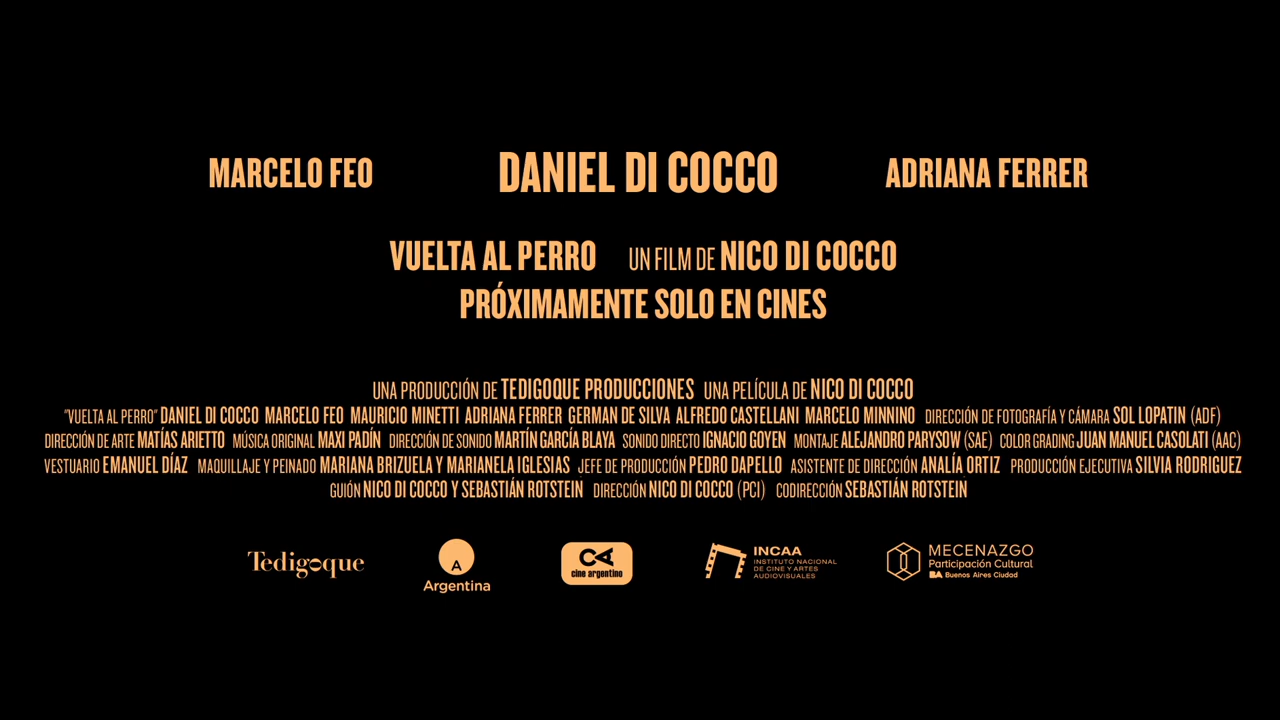 MARCELO FEO DANIEL DI COCCO ADRIANA FERRER
VUELTA AL PERRO UN FILM DE NICO DI COCCO
PRÓXIMAMENTE SOLO EN CINES
UNA PRODUCCIÓN DE TEDIGOQUE PRODUCCIONES UNA PELÍCULA DE NICO DI COCCO
"VUELTA AL PERRO" DANIEL DI COCCO MARCELO FEO MAURICIO MINETTI ADRIANA FERRER GERMAN DE SILVA ALFREDO CASTELLANI MARCELO MINNINO DIRECCIÓN DE FOTOGRAFÍA Y CÁMARA SOL LOPATIN (ADF)
DIRECCIÓN DE ARTE MATÍAS ARIETTO MÚSICA ORIGINAL MAXI PADÍN DIRECCIÓN DE SONIDO MARTÍN GARCÍA BLAYA SONIDO DIRECTO IGNACIO GOYEN MONTAJE ALEJANDRO PARYSOW (SAE) COLOR GRADING JUAN MANUEL CASOLATI (AAC)
VESTUARIO EMANUEL DÍAZ MAQUILLAJE Y PEINADO MARIANA BRIZUELA Y MARIANELA IGLESIAS JEFE DE PRODUCCIÓN PEDRO DAPELLO ASISTENTE DE DIRECCIÓN ANALÍA ORTIZ PRODUCCIÓN EJECUTIVA SILVIA RODRIGUEZ
GUIÓN NICO DI COCCO Y SEBASTIÁN ROTSTEIN DIRECCIÓN NICO DI COCCO (PCI) CODIRECCIÓN SEBASTIÁN ROTSTEIN
Tedigoque
A
Argentina
CA
cine argentino
INCAA
INSTITUTO NACIONAL
DE CINE Y ARTES
AUDIOVISUALES
MECENAZGO
Participación Cultural
BA Buenos Aires Ciudad